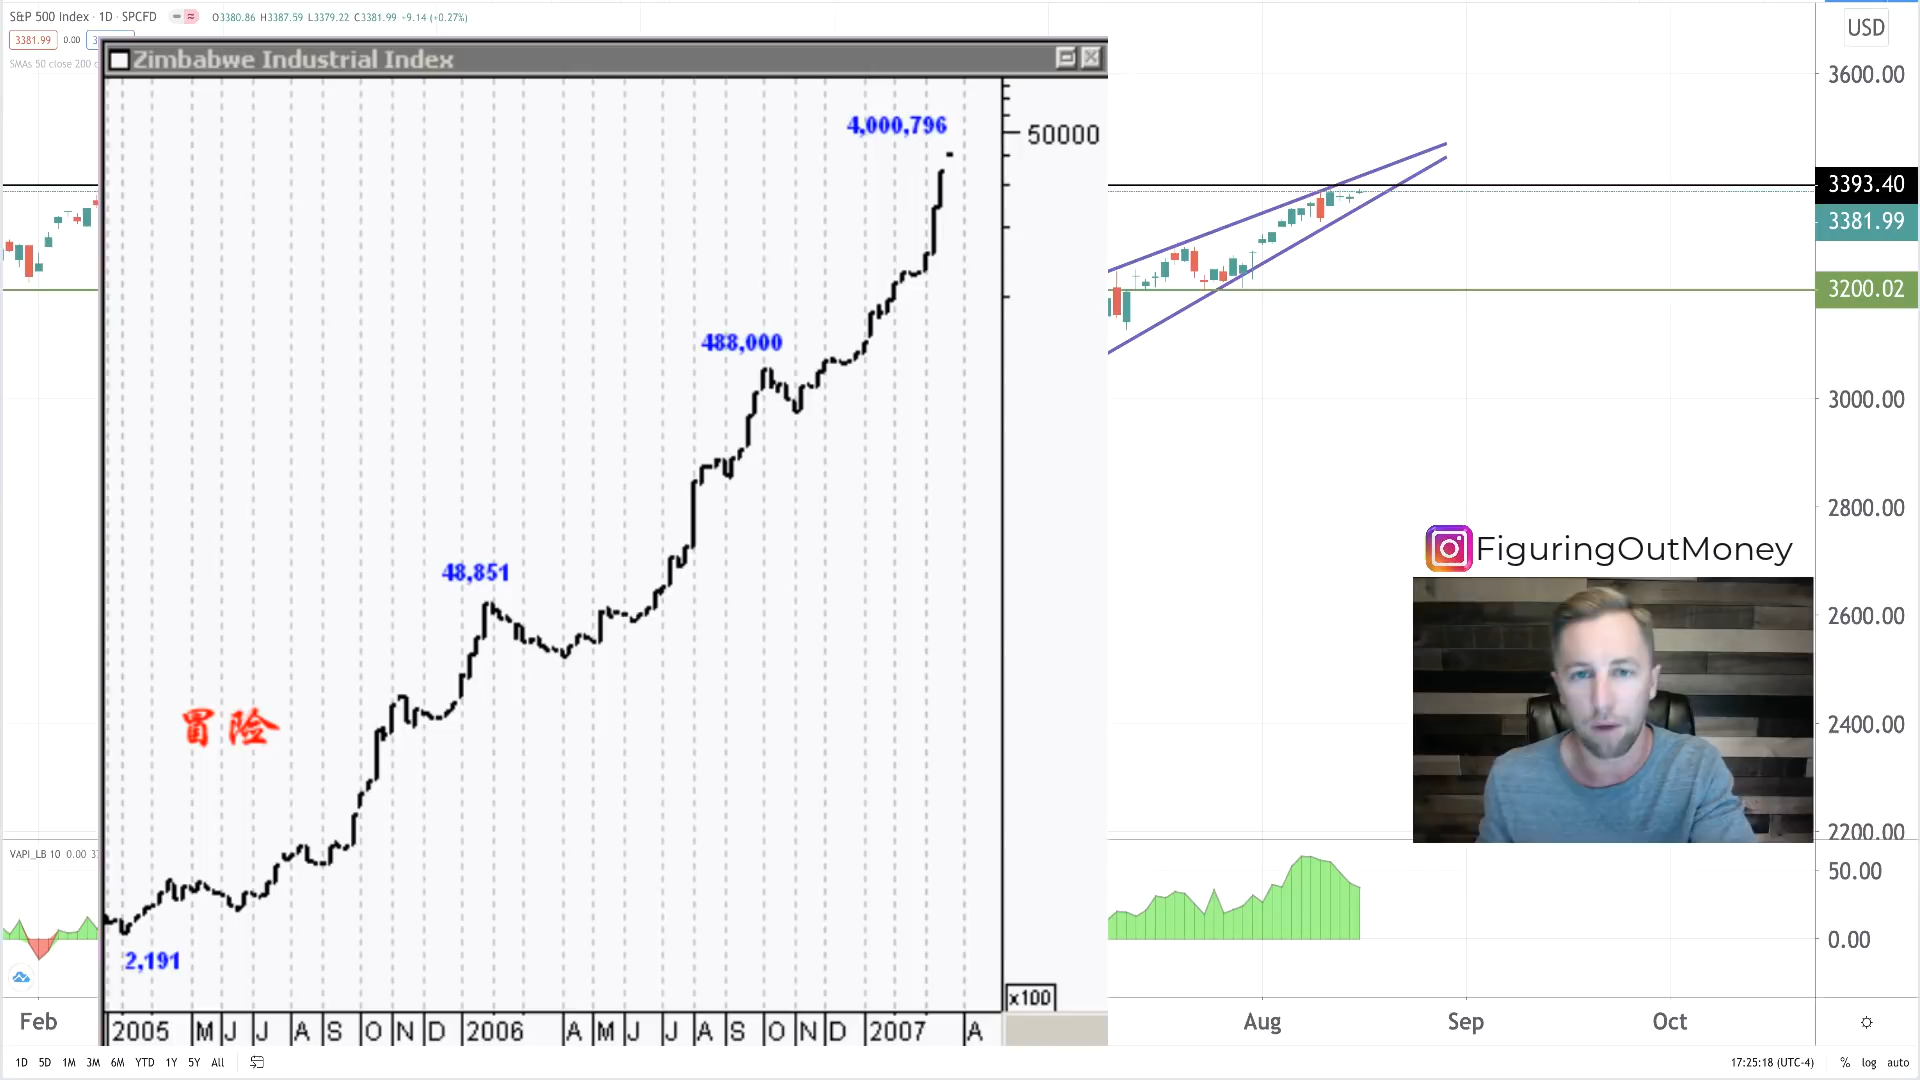 S&P 500 Index · 1D · SPCFD
O3380.86 H3387.59 L3379.22 C3381.99 -9.14 (+0.27%)
3381.99 0.00
SMAs 50 close 200
Zimbabwe Industrial Index
4,000,796
50000
488,000
48,851
冒险
2,191
x100
2005 M J J A S O N D 2006 A M J J A S O N D 2007 A
USD
3600.00
3393.40
3381.99
3200.02
3000.00
2800.00
FiguringOutMoney
2600.00
2400.00
2200.00
VAPI_LB 10 0.00
50.00
0.00
Feb Aug Sep Oct
1D 5D 1M 3M 6M YTD 1Y 5Y All
17:25:18 (UTC-4) % log auto